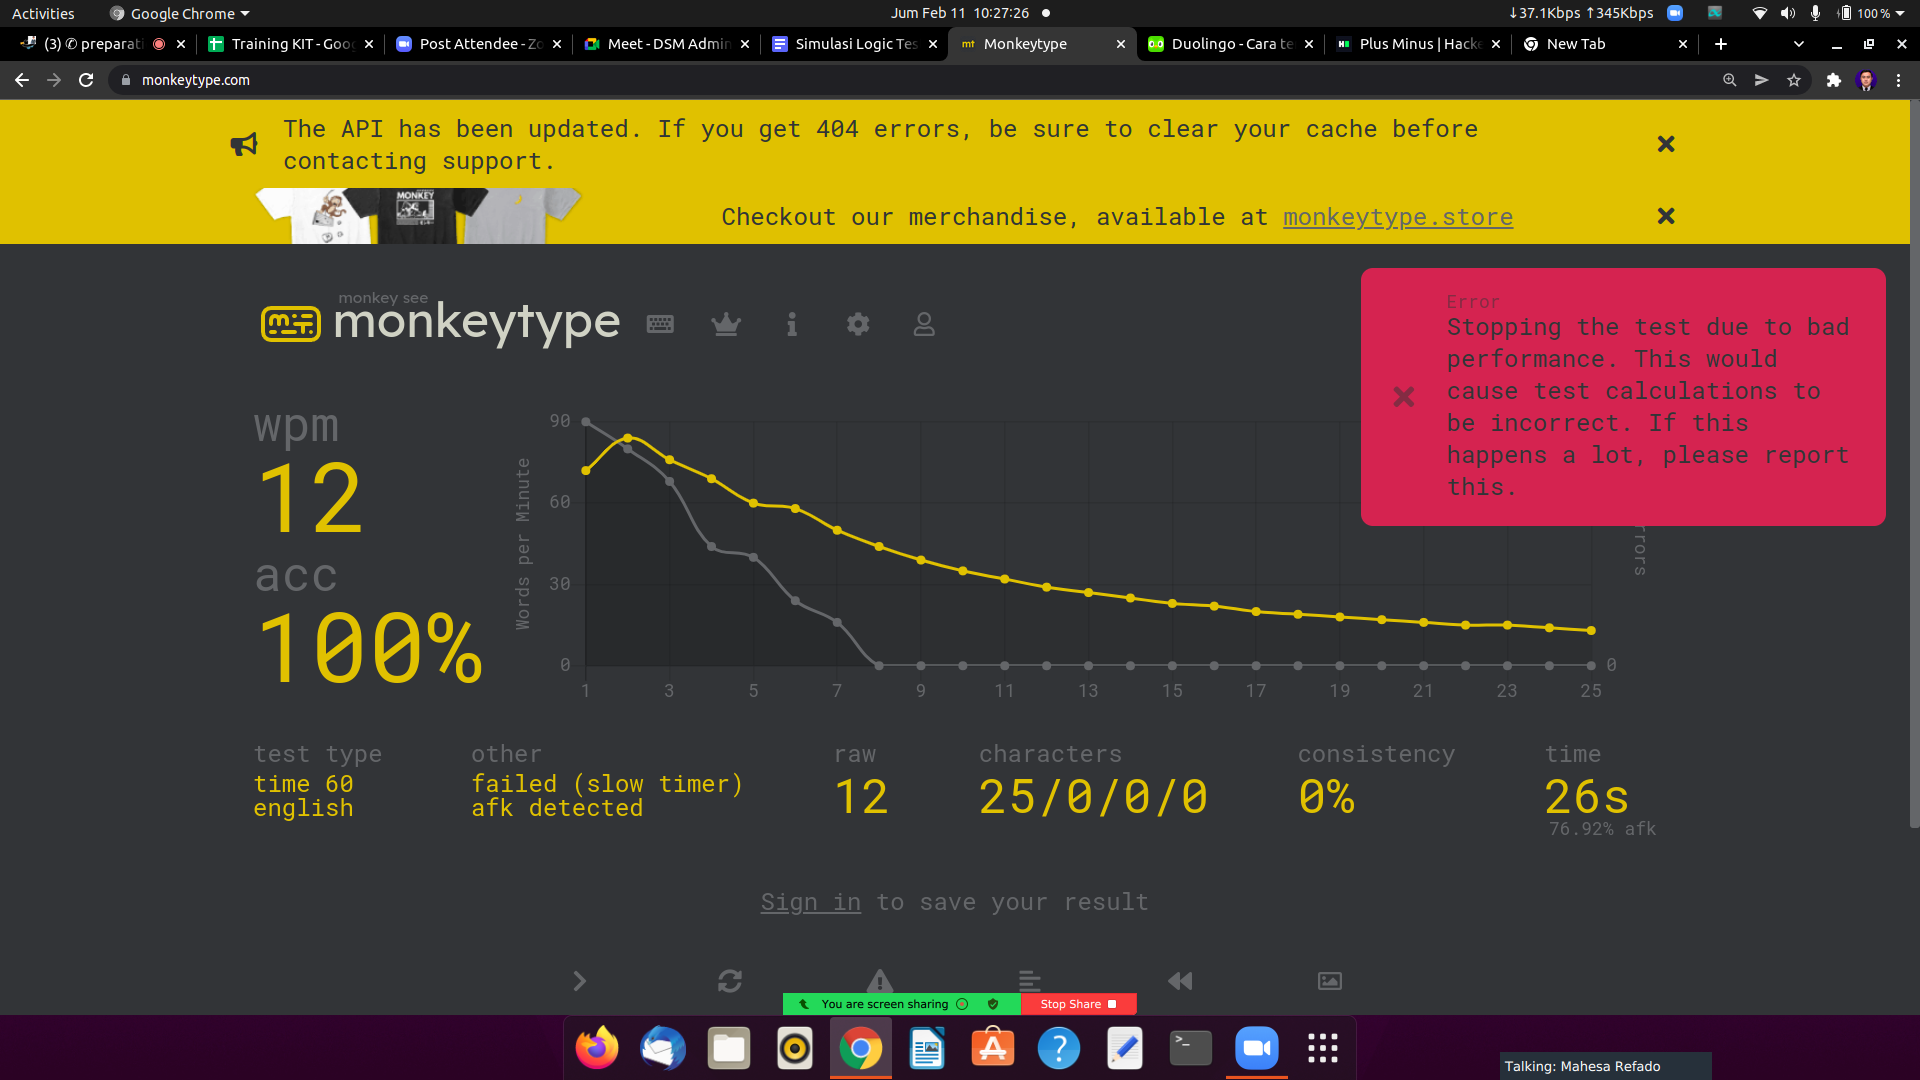 Activities
Google Chrome
Jum Feb 11 10:27:26
↓37.1Kbps ↑345Kbps
100 %
(3) ✆ preparati
Training KIT - Goo
Post Attendee - Zo
Meet - DSM Admin
Simulasi Logic Tes
Monkeytype
Duolingo - Cara te
Plus Minus | Hacke
New Tab
monkeytype.com
The API has been updated. If you get 404 errors, be sure to clear your cache before
contacting support.
MONKEY
Checkout our merchandise, available at monkeytype.store
monkey see
monkeytype
Error
Stopping the test due to bad
performance. This would
cause test calculations to
be incorrect. If this
happens a lot, please report
this.
wpm
12
acc
100%
Words per Minute
90
60
30
0
1 3 5 7 9 11 13 15 17 19 21 23 25
0
rrors
test type
time 60
english
other
failed (slow timer)
afk detected
raw
12
characters
25/0/0/0
consistency
0%
time
26s
76.92% afk
Sign in to save your result
You are screen sharing
Stop Share
Talking: Mahesa Refado